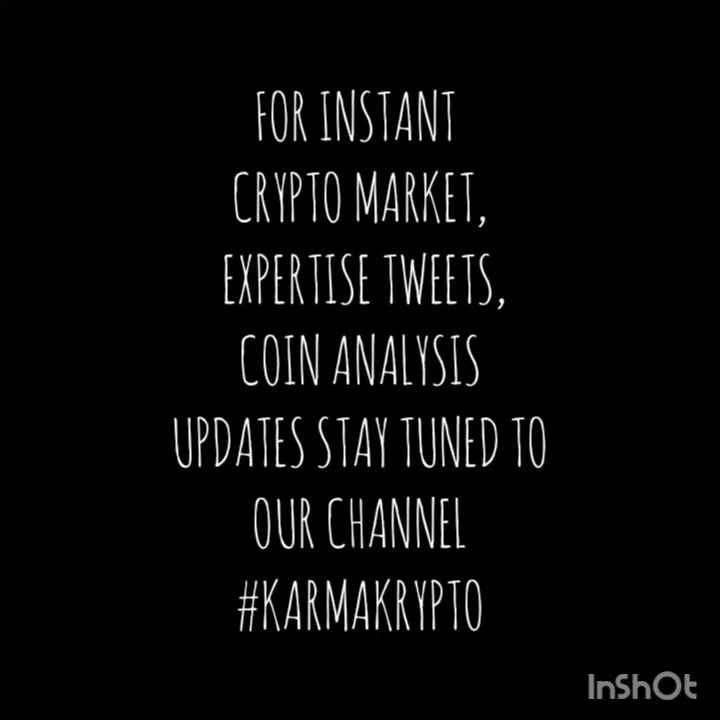 FOR INSTANT
CRYPTO MARKET,
EXPERTISE TWEETS,
COIN ANALYSIS
UPDATES STAY TUNED TO
OUR CHANNEL
#KARMAKRYPTO
InShOt